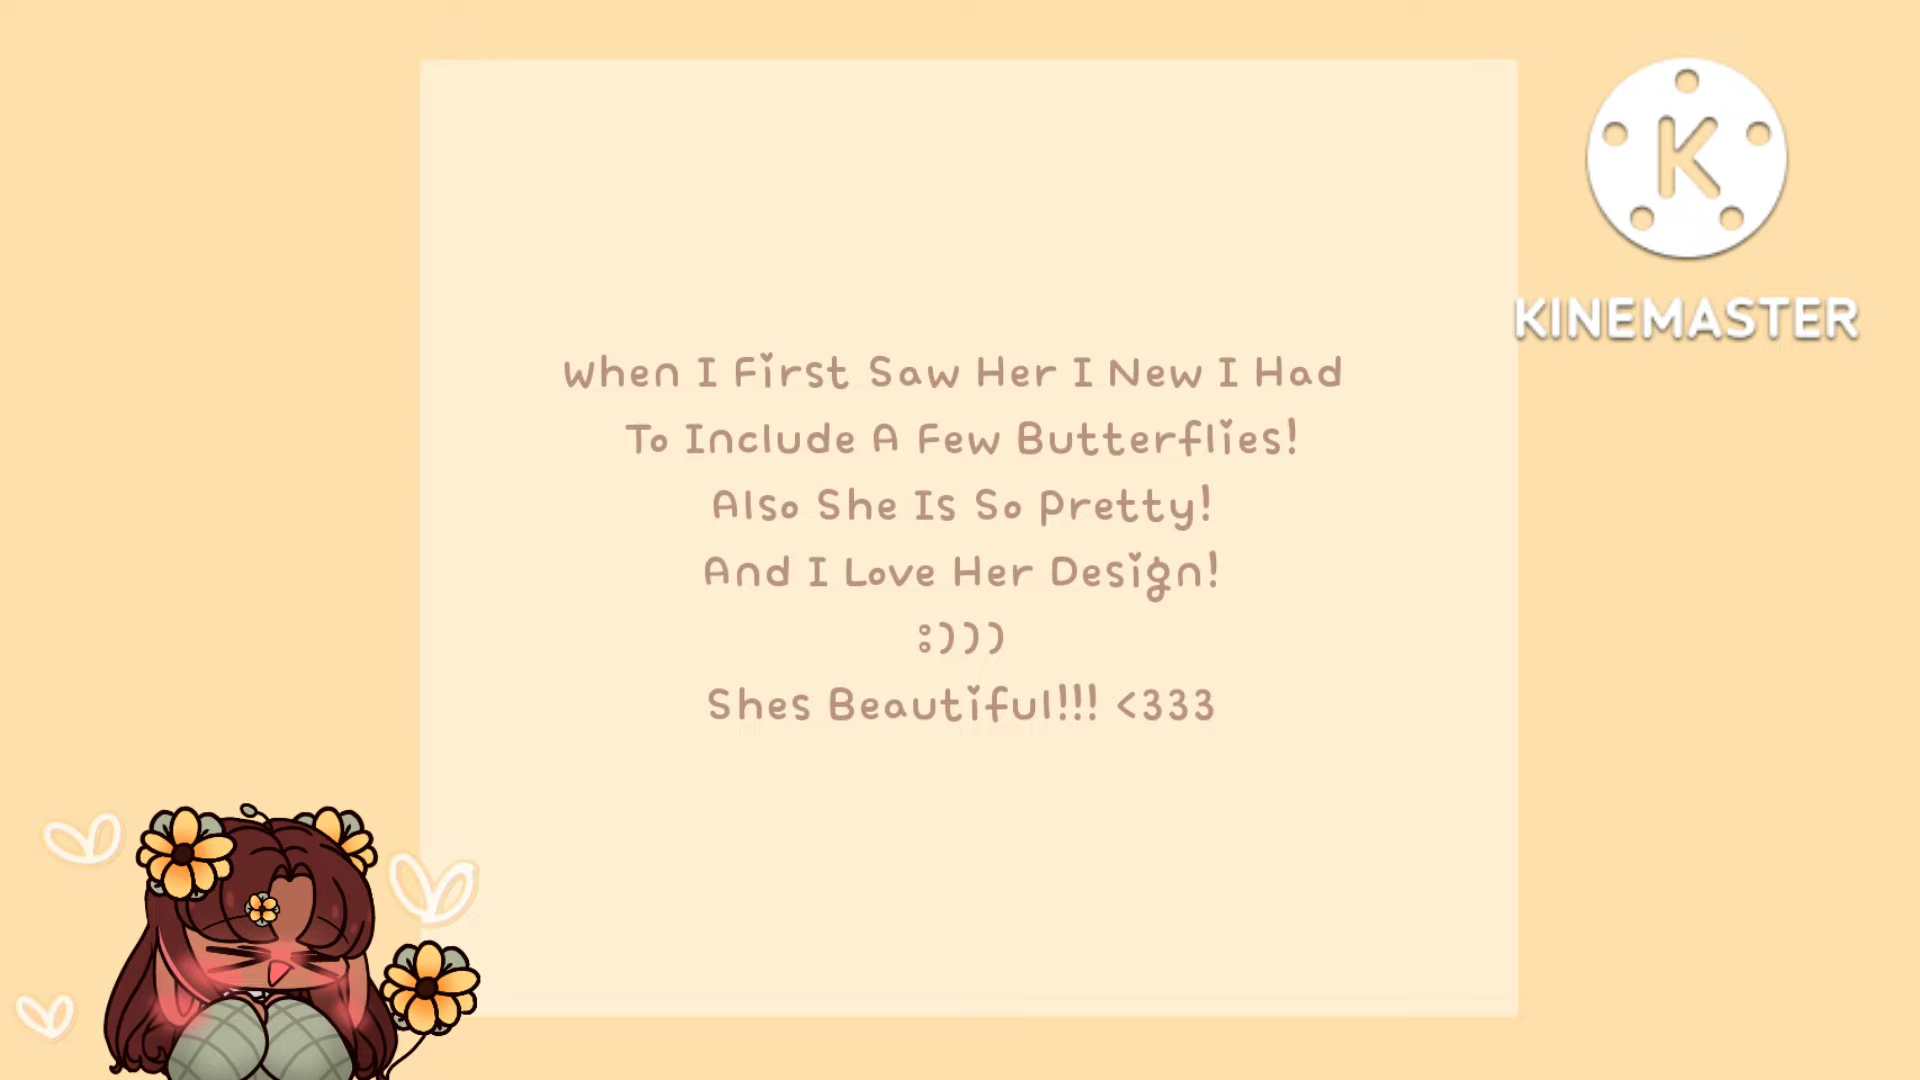 When I First Saw Her I New I Had
To Include A Few Butterflies!
Also She Is So Pretty!
And I Love Her Design!
:)))
Shes Beautiful!!! <333
K
KINEMASTER